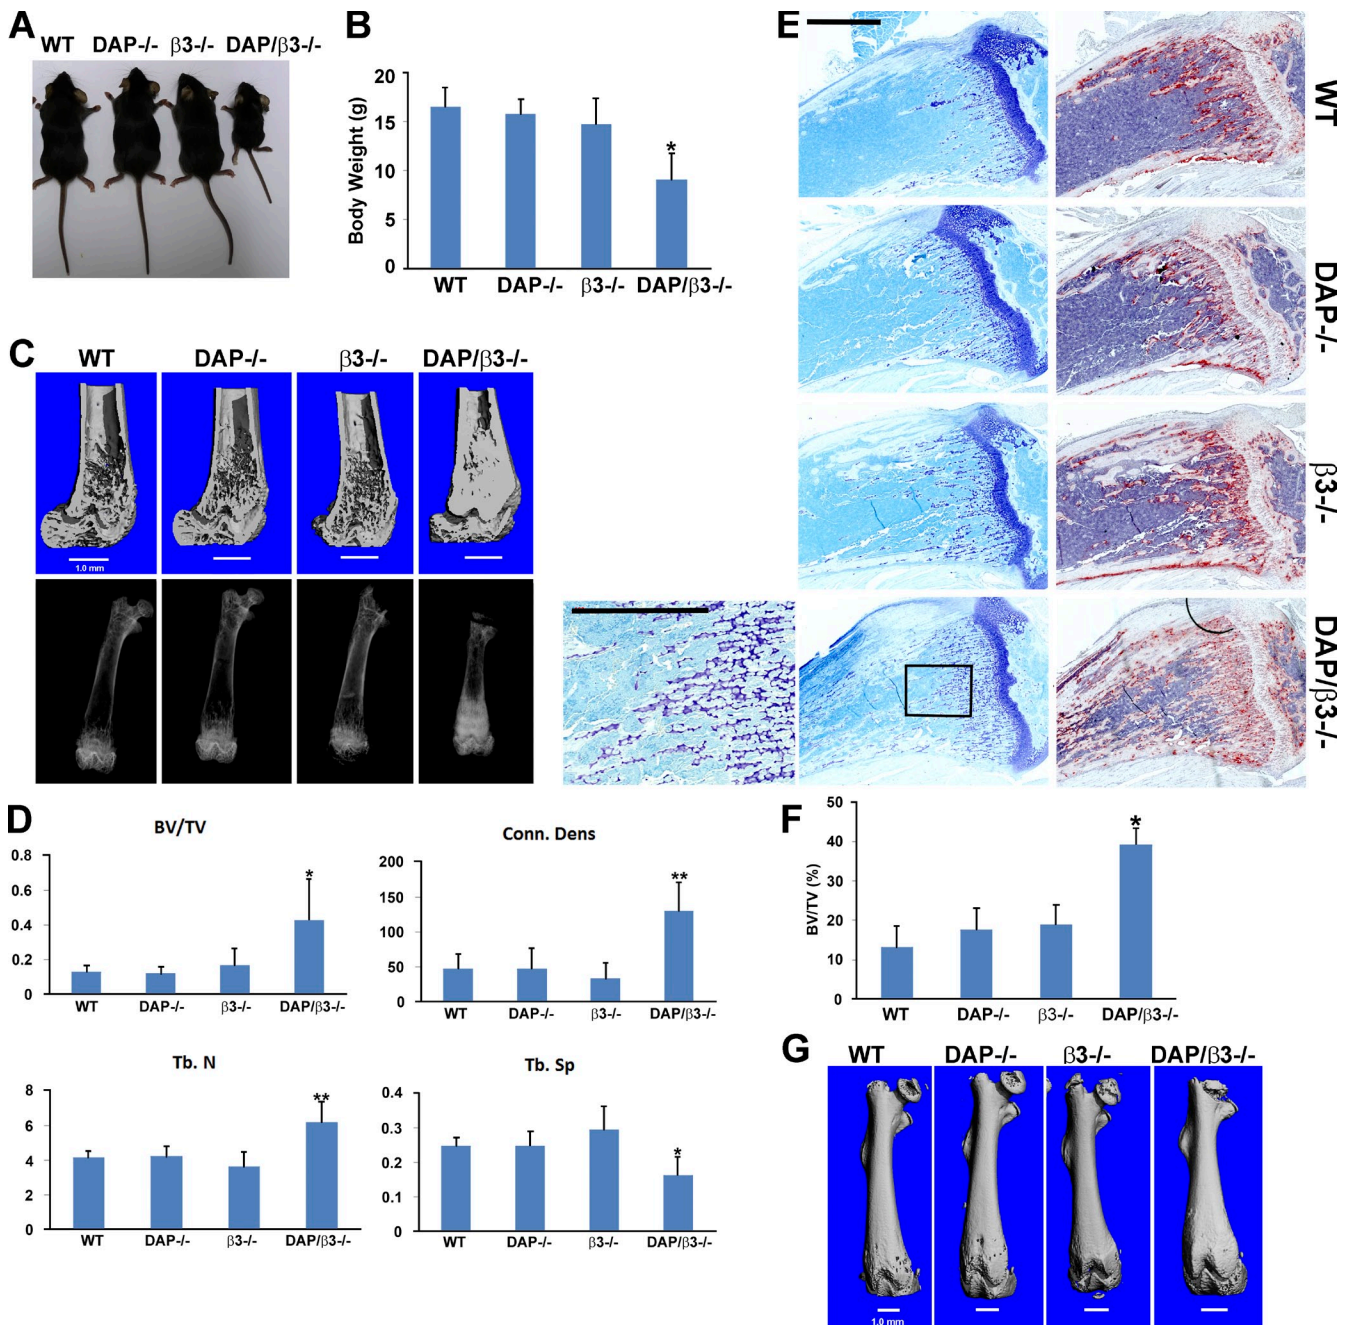 A
WT DAP-/- β3-/- DAP/β3-/-
B
Body Weight (g)
20
15
10
5
0
*
WT DAP-/- β3-/- DAP/β3-/-
C
WT DAP-/- β3-/- DAP/β3-/-
1.0 mm
D
BV/TV
0.8
0.6
0.4
0.2
0
*
WT DAP-/- β3-/- DAP/β3-/-
Conn. Dens
200
150
100
50
0
**
WT DAP-/- β3-/- DAP/β3-/-
Tb. N
8
6
4
2
0
**
WT DAP-/- β3-/- DAP/β3-/-
Tb. Sp
0.4
0.3
0.2
0.1
0
*
WT DAP-/- β3-/- DAP/β3-/-
E
WT
DAP-/-
β3-/-
DAP/β3-/-
F
BV/TV (%)
50
40
30
20
10
0
*
WT DAP-/- β3-/- DAP/β3-/-
G
WT DAP-/- β3-/- DAP/β3-/-
1.0 mm